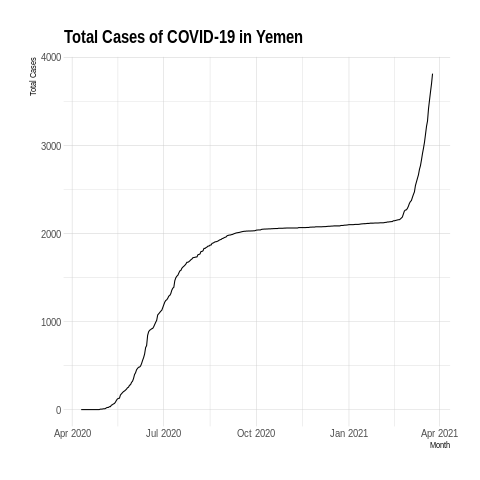 Total Cases of COVID-19 in Yemen
Total Cases
4000
3000
2000
1000
0
Apr 2020 Jul 2020 Oct 2020 Jan 2021 Apr 2021
Month